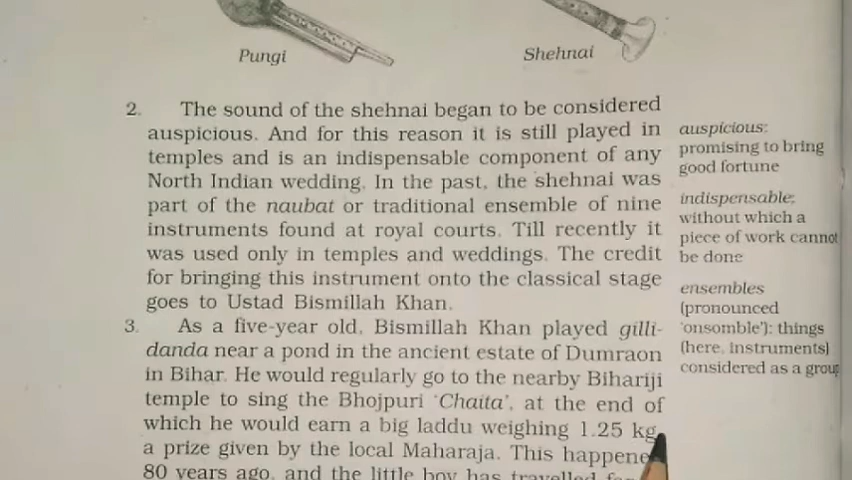 Pungi
Shehnai
2. The sound of the shehnai began to be considered
auspicious. And for this reason it is still played in
temples and is an indispensable component of any
North Indian wedding. In the past, the shehnai was
part of the naubat or traditional ensemble of nine
instruments found at royal courts. Till recently it
was used only in temples and weddings. The credit
for bringing this instrument onto the classical stage
goes to Ustad Bismillah Khan.
3. As a five-year old, Bismillah Khan played gilli-
danda near a pond in the ancient estate of Dumraon
in Bihar. He would regularly go to the nearby Bihariji
temple to sing the Bhojpuri ‘Chaita’, at the end of
which he would earn a big laddu weighing 1.25 kg,
a prize given by the local Maharaja. This happene
80 years ago, and the little boy has travelled
auspicious:
promising to bring
good fortune
indispensable:
without which a
piece of work cannot
be done
ensembles
(pronounced
‘onsomble’): things
(here, instruments)
considered as a group